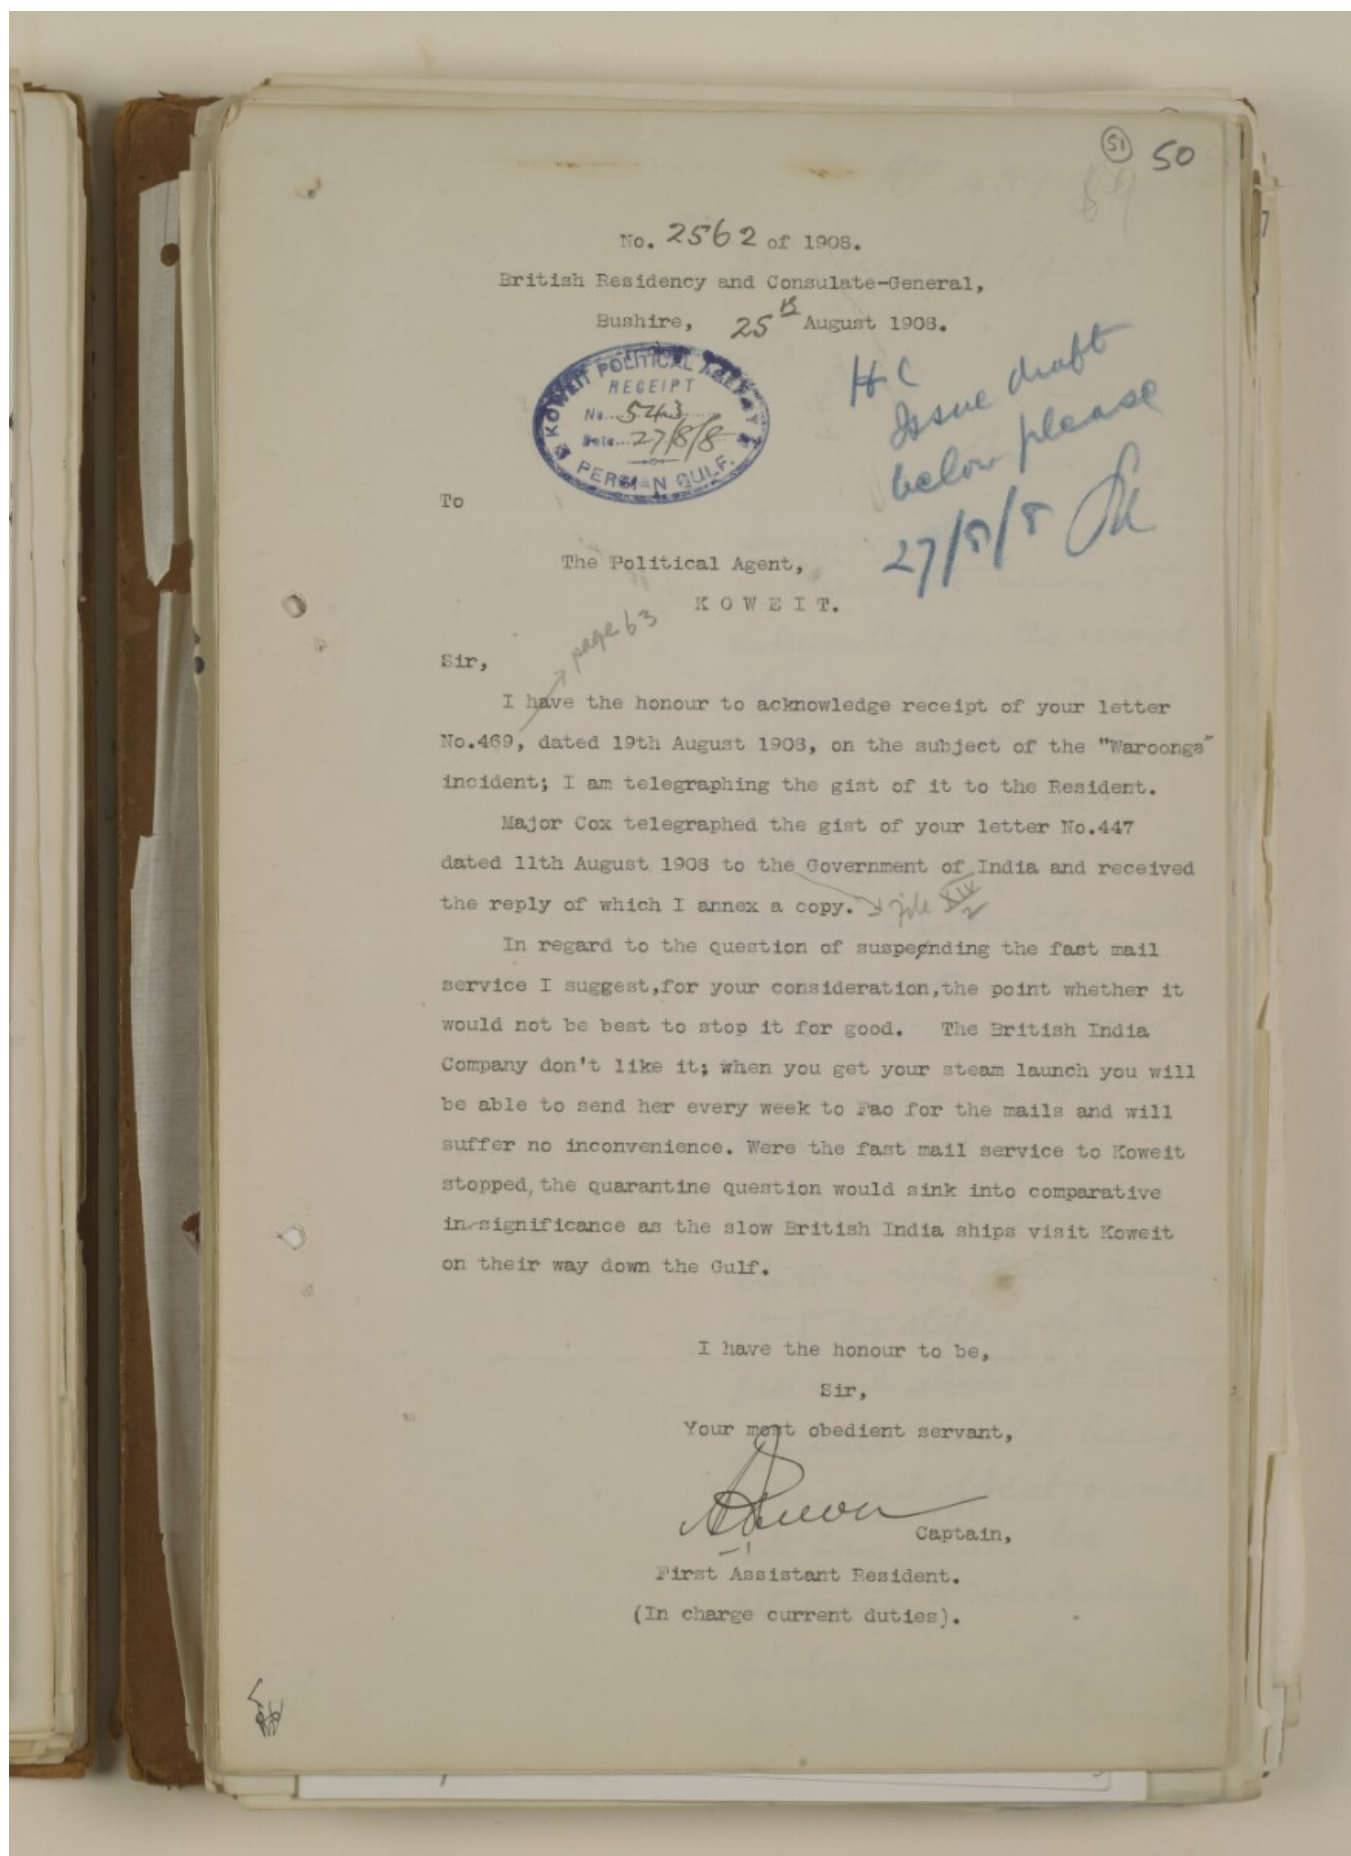 51 50
No. 2562 of 1908.
British Residency and Consulate-General,
Bushire, 25th August 1908.
KOWEIT POLITICAL AGENCY
RECEIPT
No. 543
Date 27/8/8
PERSIAN GULF.
H C
Issue draft
below please
27/8/8
To
The Political Agent,
KOWEIT.
page 63
Sir,
I have the honour to acknowledge receipt of your letter
No.469, dated 19th August 1908, on the subject of the "Waroonga"
incident; I am telegraphing the gist of it to the Resident.
Major Cox telegraphed the gist of your letter No.447
dated 11th August 1908 to the Government of India and received
the reply of which I annex a copy. file XIV/2
In regard to the question of suspending the fast mail
service I suggest,for your consideration,the point whether it
would not be best to stop it for good. The British India
Company don't like it; when you get your steam launch you will
be able to send her every week to Fao for the mails and will
suffer no inconvenience. Were the fast mail service to Koweit
stopped, the quarantine question would sink into comparative
insignificance as the slow British India ships visit Koweit
on their way down the Gulf.
I have the honour to be,
Sir,
Your most obedient servant,
Captain,
First Assistant Resident.
(In charge current duties).